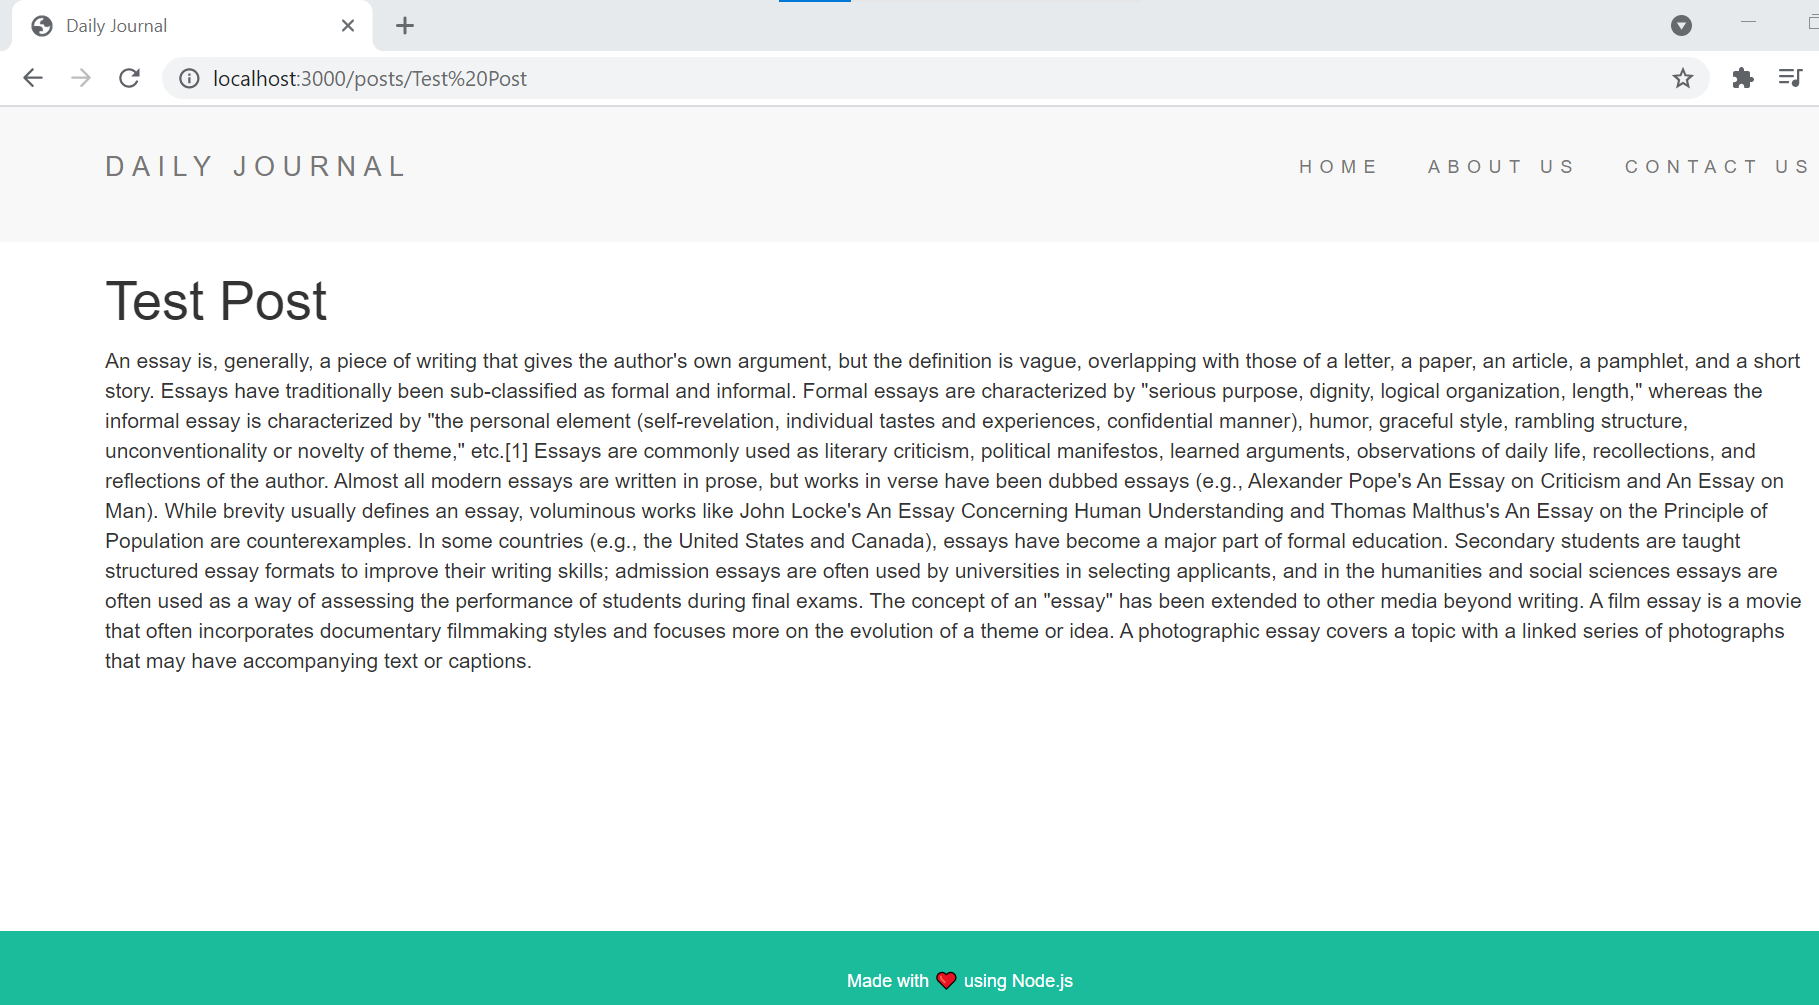 Daily Journal
localhost:3000/posts/Test%20Post
DAILY JOURNAL
HOME ABOUT US CONTACT US
Test Post
An essay is, generally, a piece of writing that gives the author's own argument, but the definition is vague, overlapping with those of a letter, a paper, an article, a pamphlet, and a short
story. Essays have traditionally been sub-classified as formal and informal. Formal essays are characterized by "serious purpose, dignity, logical organization, length," whereas the
informal essay is characterized by "the personal element (self-revelation, individual tastes and experiences, confidential manner), humor, graceful style, rambling structure,
unconventionality or novelty of theme," etc.[1] Essays are commonly used as literary criticism, political manifestos, learned arguments, observations of daily life, recollections, and
reflections of the author. Almost all modern essays are written in prose, but works in verse have been dubbed essays (e.g., Alexander Pope's An Essay on Criticism and An Essay on
Man). While brevity usually defines an essay, voluminous works like John Locke's An Essay Concerning Human Understanding and Thomas Malthus's An Essay on the Principle of
Population are counterexamples. In some countries (e.g., the United States and Canada), essays have become a major part of formal education. Secondary students are taught
structured essay formats to improve their writing skills; admission essays are often used by universities in selecting applicants, and in the humanities and social sciences essays are
often used as a way of assessing the performance of students during final exams. The concept of an "essay" has been extended to other media beyond writing. A film essay is a movie
that often incorporates documentary filmmaking styles and focuses more on the evolution of a theme or idea. A photographic essay covers a topic with a linked series of photographs
that may have accompanying text or captions.
Made with ❤️ using Node.js